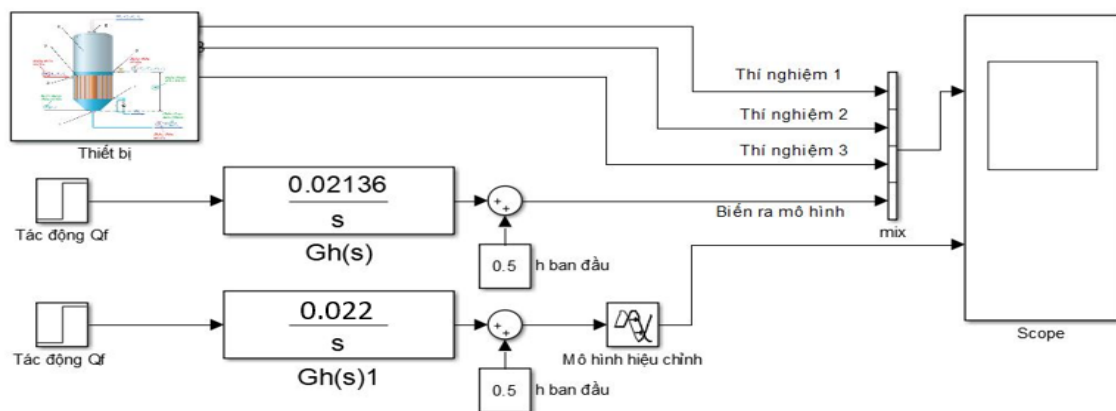 Thiết bị
Thí nghiệm 1
Thí nghiệm 2
Thí nghiệm 3
Biến ra mô hình
mix
Tác động Qf
0.02136
s
Gh(s)
+
+
0.5
h ban đầu
Tác động Qf
0.022
s
Gh(s)1
+
+
0.5
h ban đầu
Mô hình hiệu chỉnh
Scope